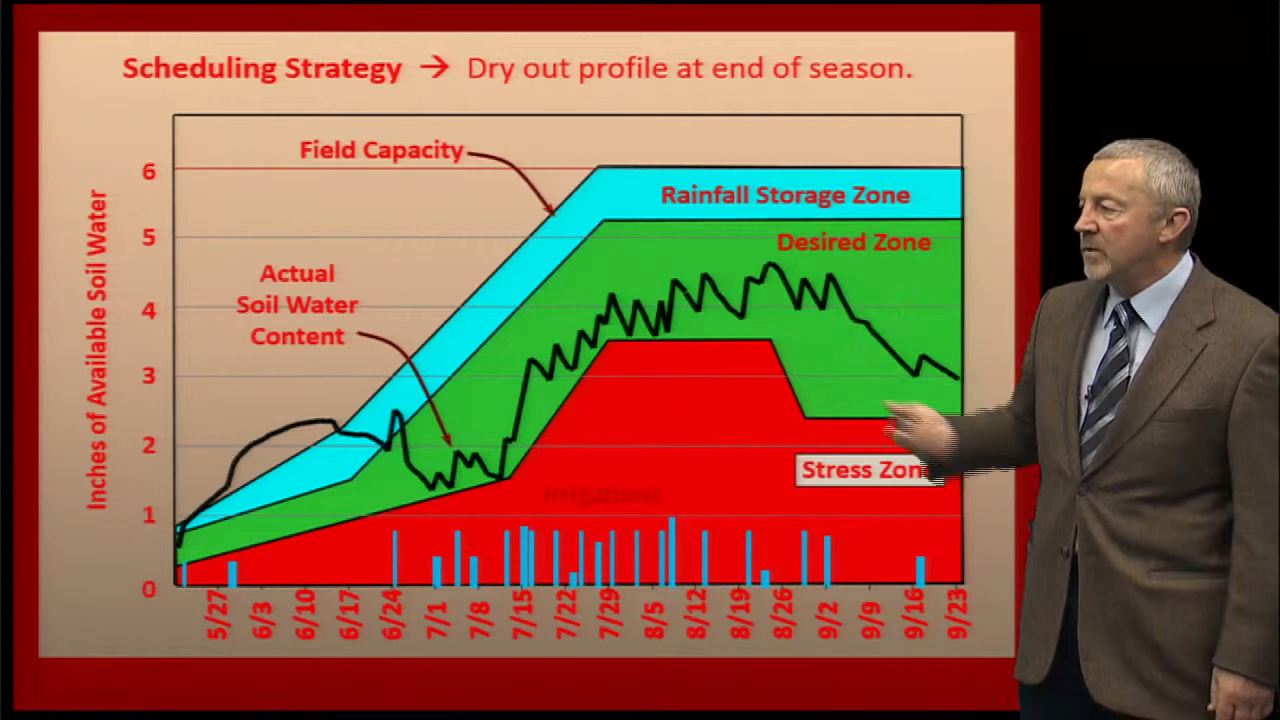 Scheduling Strategy → Dry out profile at end of season.
Field Capacity
Rainfall Storage Zone
Desired Zone
Actual
Soil Water
Content
Stress Zon
Irrigations
Inches of Available Soil Water
6
5
4
3
2
1
0
5/27
6/3
6/10
6/17
6/24
7/1
7/8
7/15
7/22
7/29
8/5
8/12
8/19
8/26
9/2
9/9
9/16
9/23